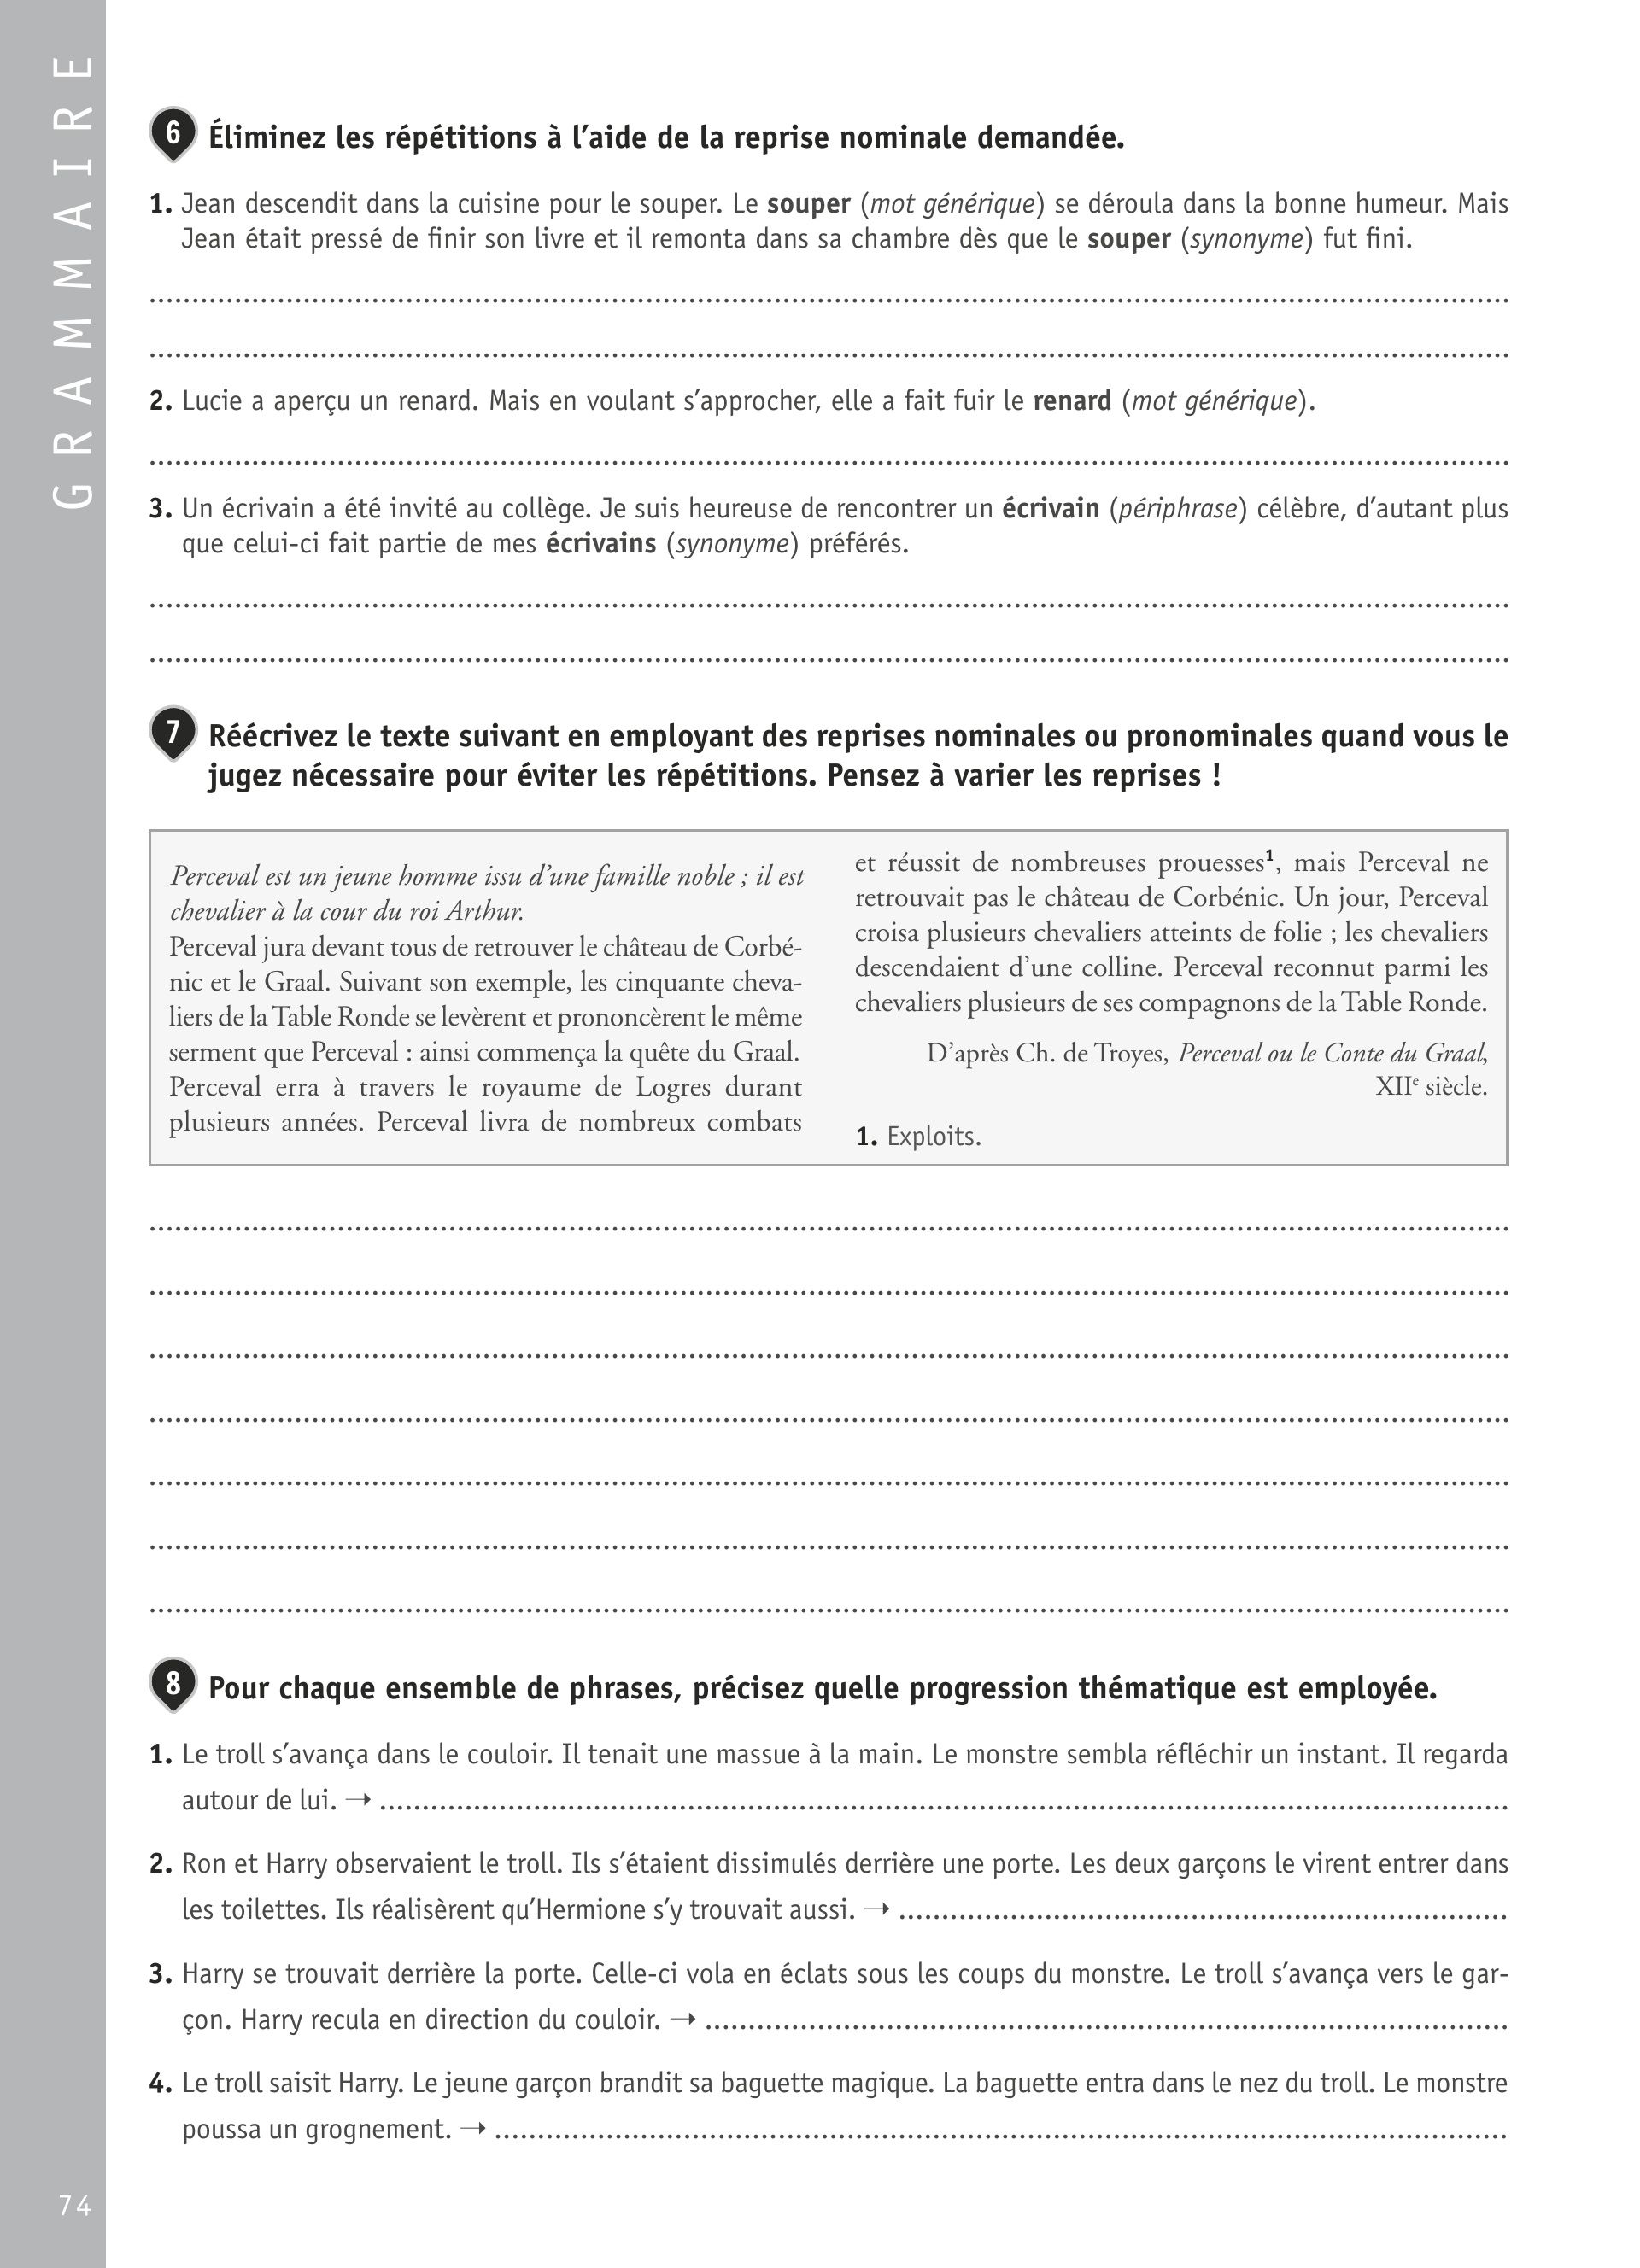 GRAMMAIRE
6 Éliminez les répétitions à l’aide de la reprise nominale demandée.
1. Jean descendit dans la cuisine pour le souper. Le souper (mot générique) se déroula dans la bonne humeur. Mais
Jean était pressé de finir son livre et il remonta dans sa chambre dès que le souper (synonyme) fut fini.
2. Lucie a aperçu un renard. Mais en voulant s’approcher, elle a fait fuir le renard (mot générique).
3. Un écrivain a été invité au collège. Je suis heureuse de rencontrer un écrivain (périphrase) célèbre, d’autant plus
que celui-ci fait partie de mes écrivains (synonyme) préférés.
7 Réécrivez le texte suivant en employant des reprises nominales ou pronominales quand vous le
jugez nécessaire pour éviter les répétitions. Pensez à varier les reprises !
Perceval est un jeune homme issu d’une famille noble ; il est
chevalier à la cour du roi Arthur.
Perceval jura devant tous de retrouver le château de Corbé-
nic et le Graal. Suivant son exemple, les cinquante cheva-
liers de la Table Ronde se levèrent et prononcèrent le même
serment que Perceval : ainsi commença la quête du Graal.
Perceval erra à travers le royaume de Logres durant
plusieurs années. Perceval livra de nombreux combats
et réussit de nombreuses prouesses¹, mais Perceval ne
retrouvait pas le château de Corbénic. Un jour, Perceval
croisa plusieurs chevaliers atteints de folie ; les chevaliers
descendaient d’une colline. Perceval reconnut parmi les
chevaliers plusieurs de ses compagnons de la Table Ronde.
D’après Ch. de Troyes, Perceval ou le Conte du Graal,
XIIe siècle.
1. Exploits.
8 Pour chaque ensemble de phrases, précisez quelle progression thématique est employée.
1. Le troll s’avança dans le couloir. Il tenait une massue à la main. Le monstre sembla réfléchir un instant. Il regarda
autour de lui. →
2. Ron et Harry observaient le troll. Ils s’étaient dissimulés derrière une porte. Les deux garçons le virent entrer dans
les toilettes. Ils réalisèrent qu’Hermione s’y trouvait aussi. →
3. Harry se trouvait derrière la porte. Celle-ci vola en éclats sous les coups du monstre. Le troll s’avança vers le gar-
çon. Harry recula en direction du couloir. →
4. Le troll saisit Harry. Le jeune garçon brandit sa baguette magique. La baguette entra dans le nez du troll. Le monstre
poussa un grognement. →
74